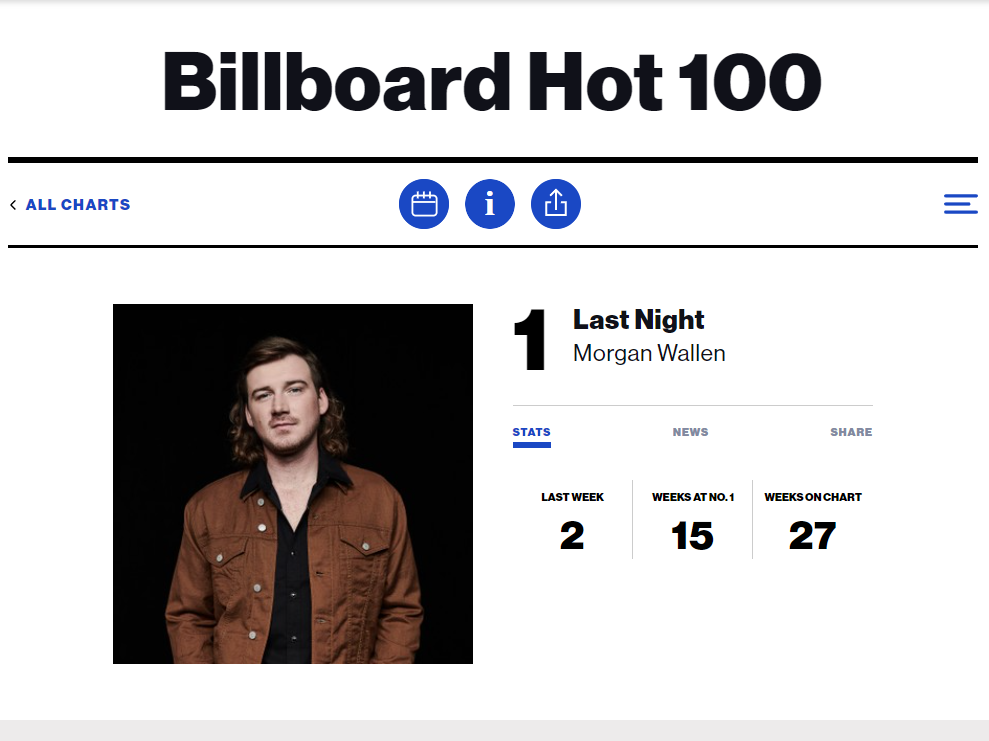 Billboard Hot 100
ALL CHARTS
i
1
Last Night
Morgan Wallen
STATS NEWS SHARE
LAST WEEK WEEKS AT NO. 1 WEEKS ON CHART
2 15 27